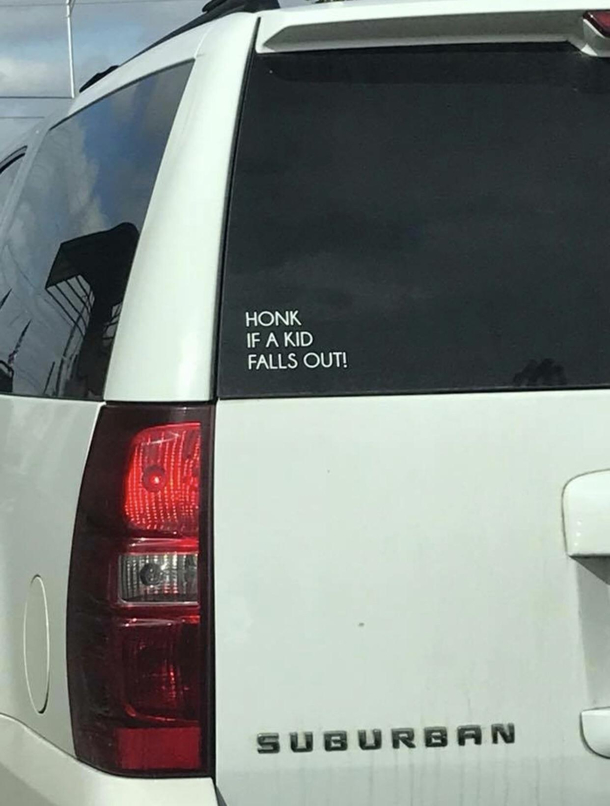 HONK
IF A KID
FALLS OUT!
SUBURBAN